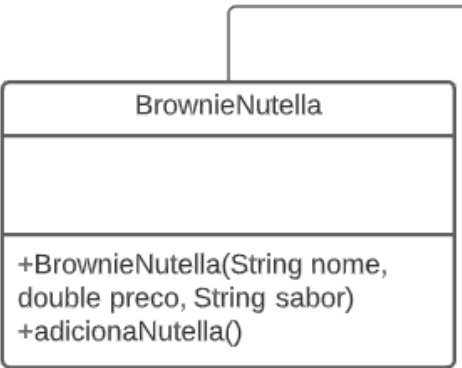 BrownieNutella
+BrownieNutella(String nome,
double preco, String sabor)
+adicionaNutella()